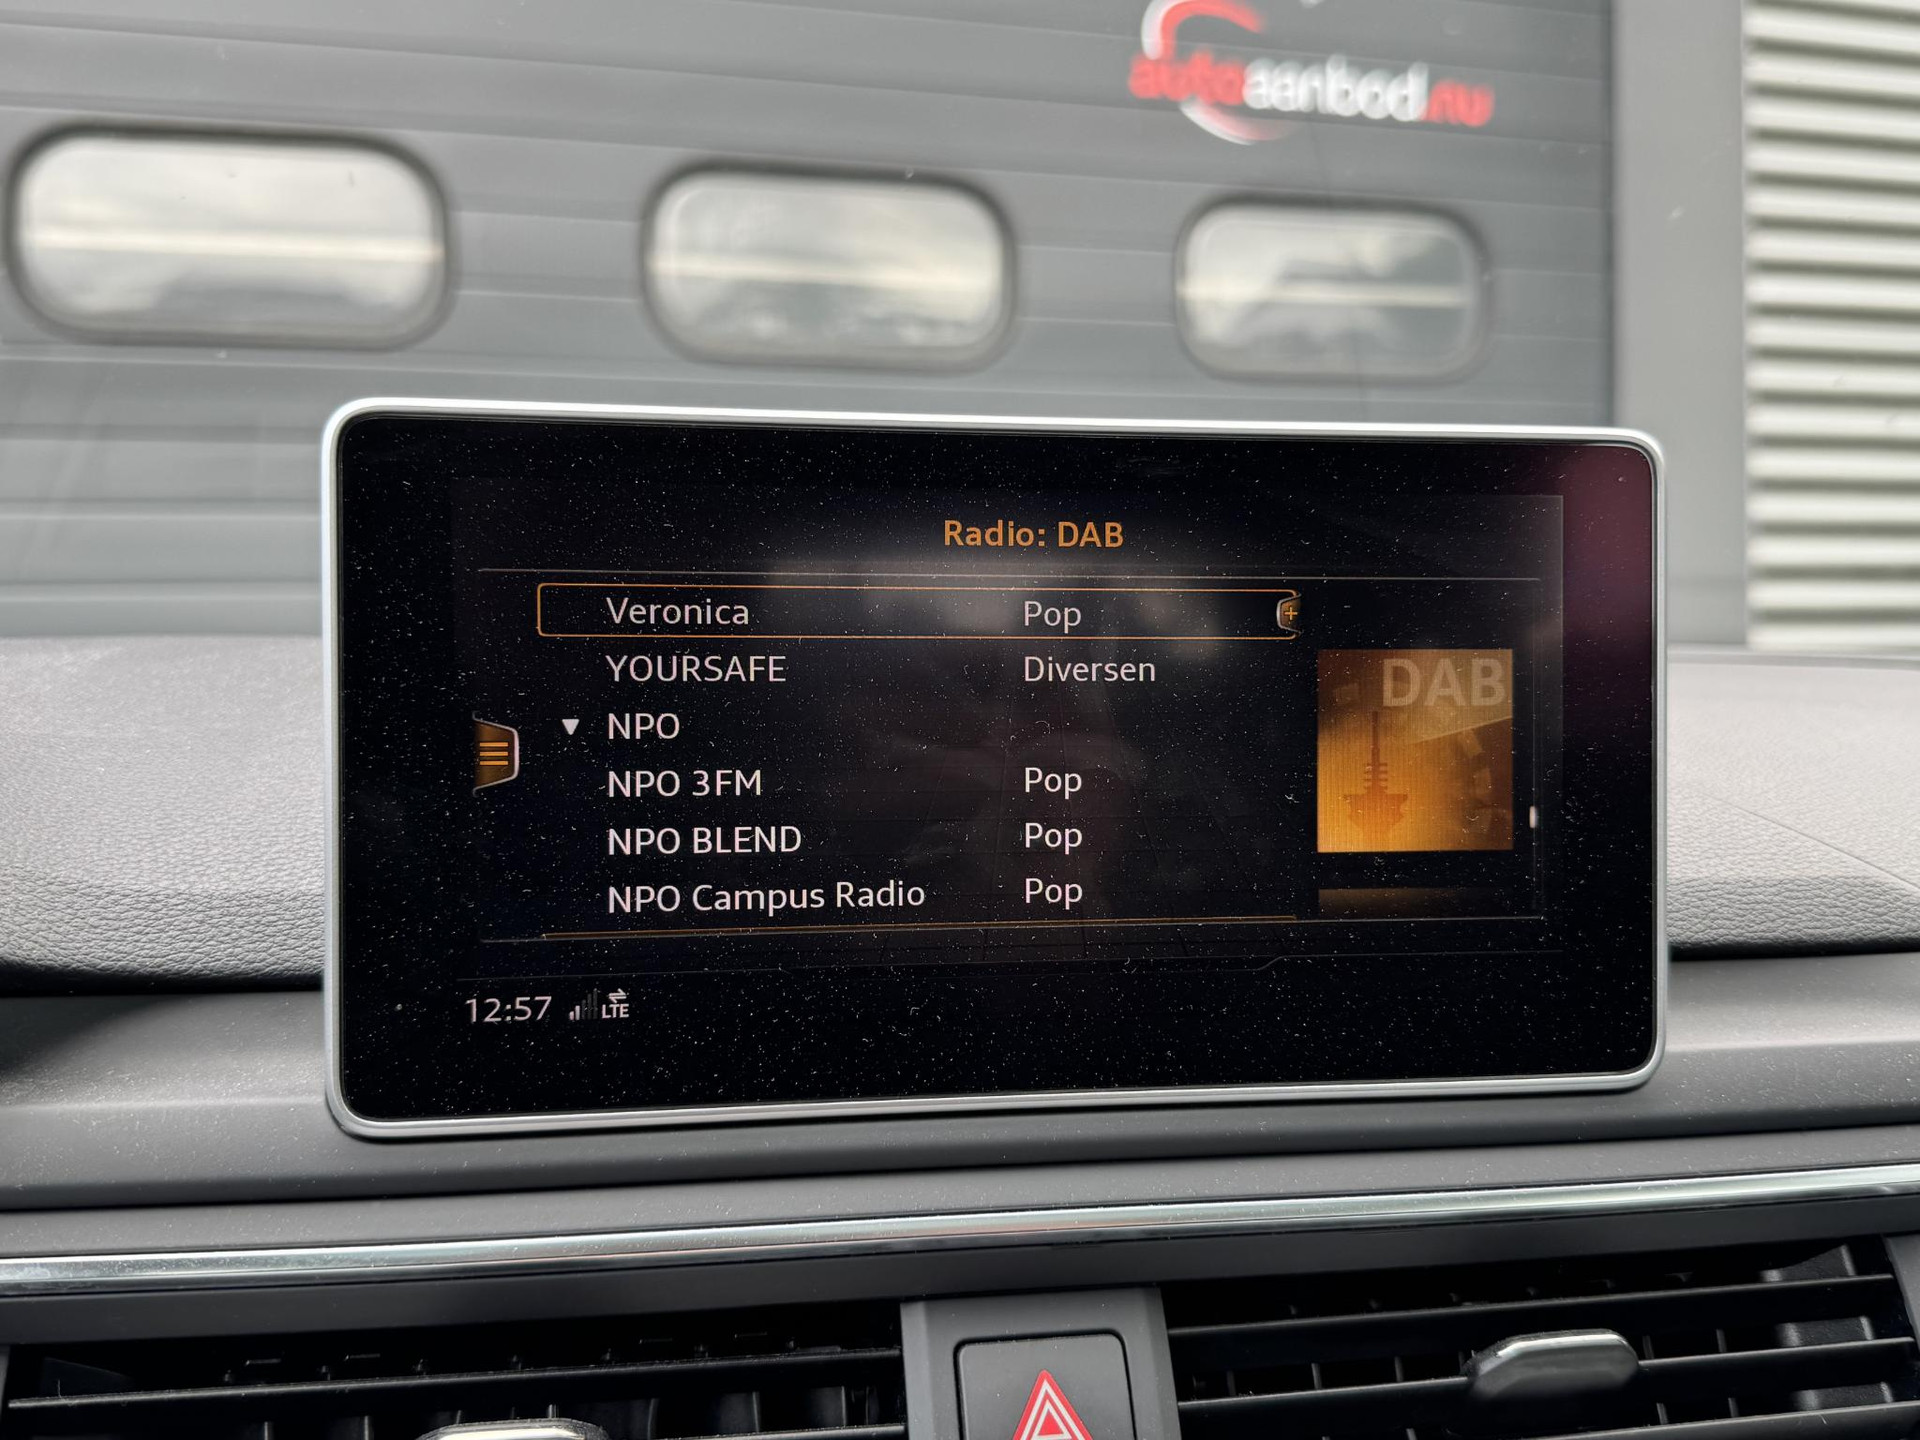 autoaanbod.nu
Radio: DAB
Veronica Pop
YOURSAFE Diversen
NPO
NPO 3FM Pop
NPO BLEND Pop
NPO Campus Radio Pop
DAB
12:57 LTE